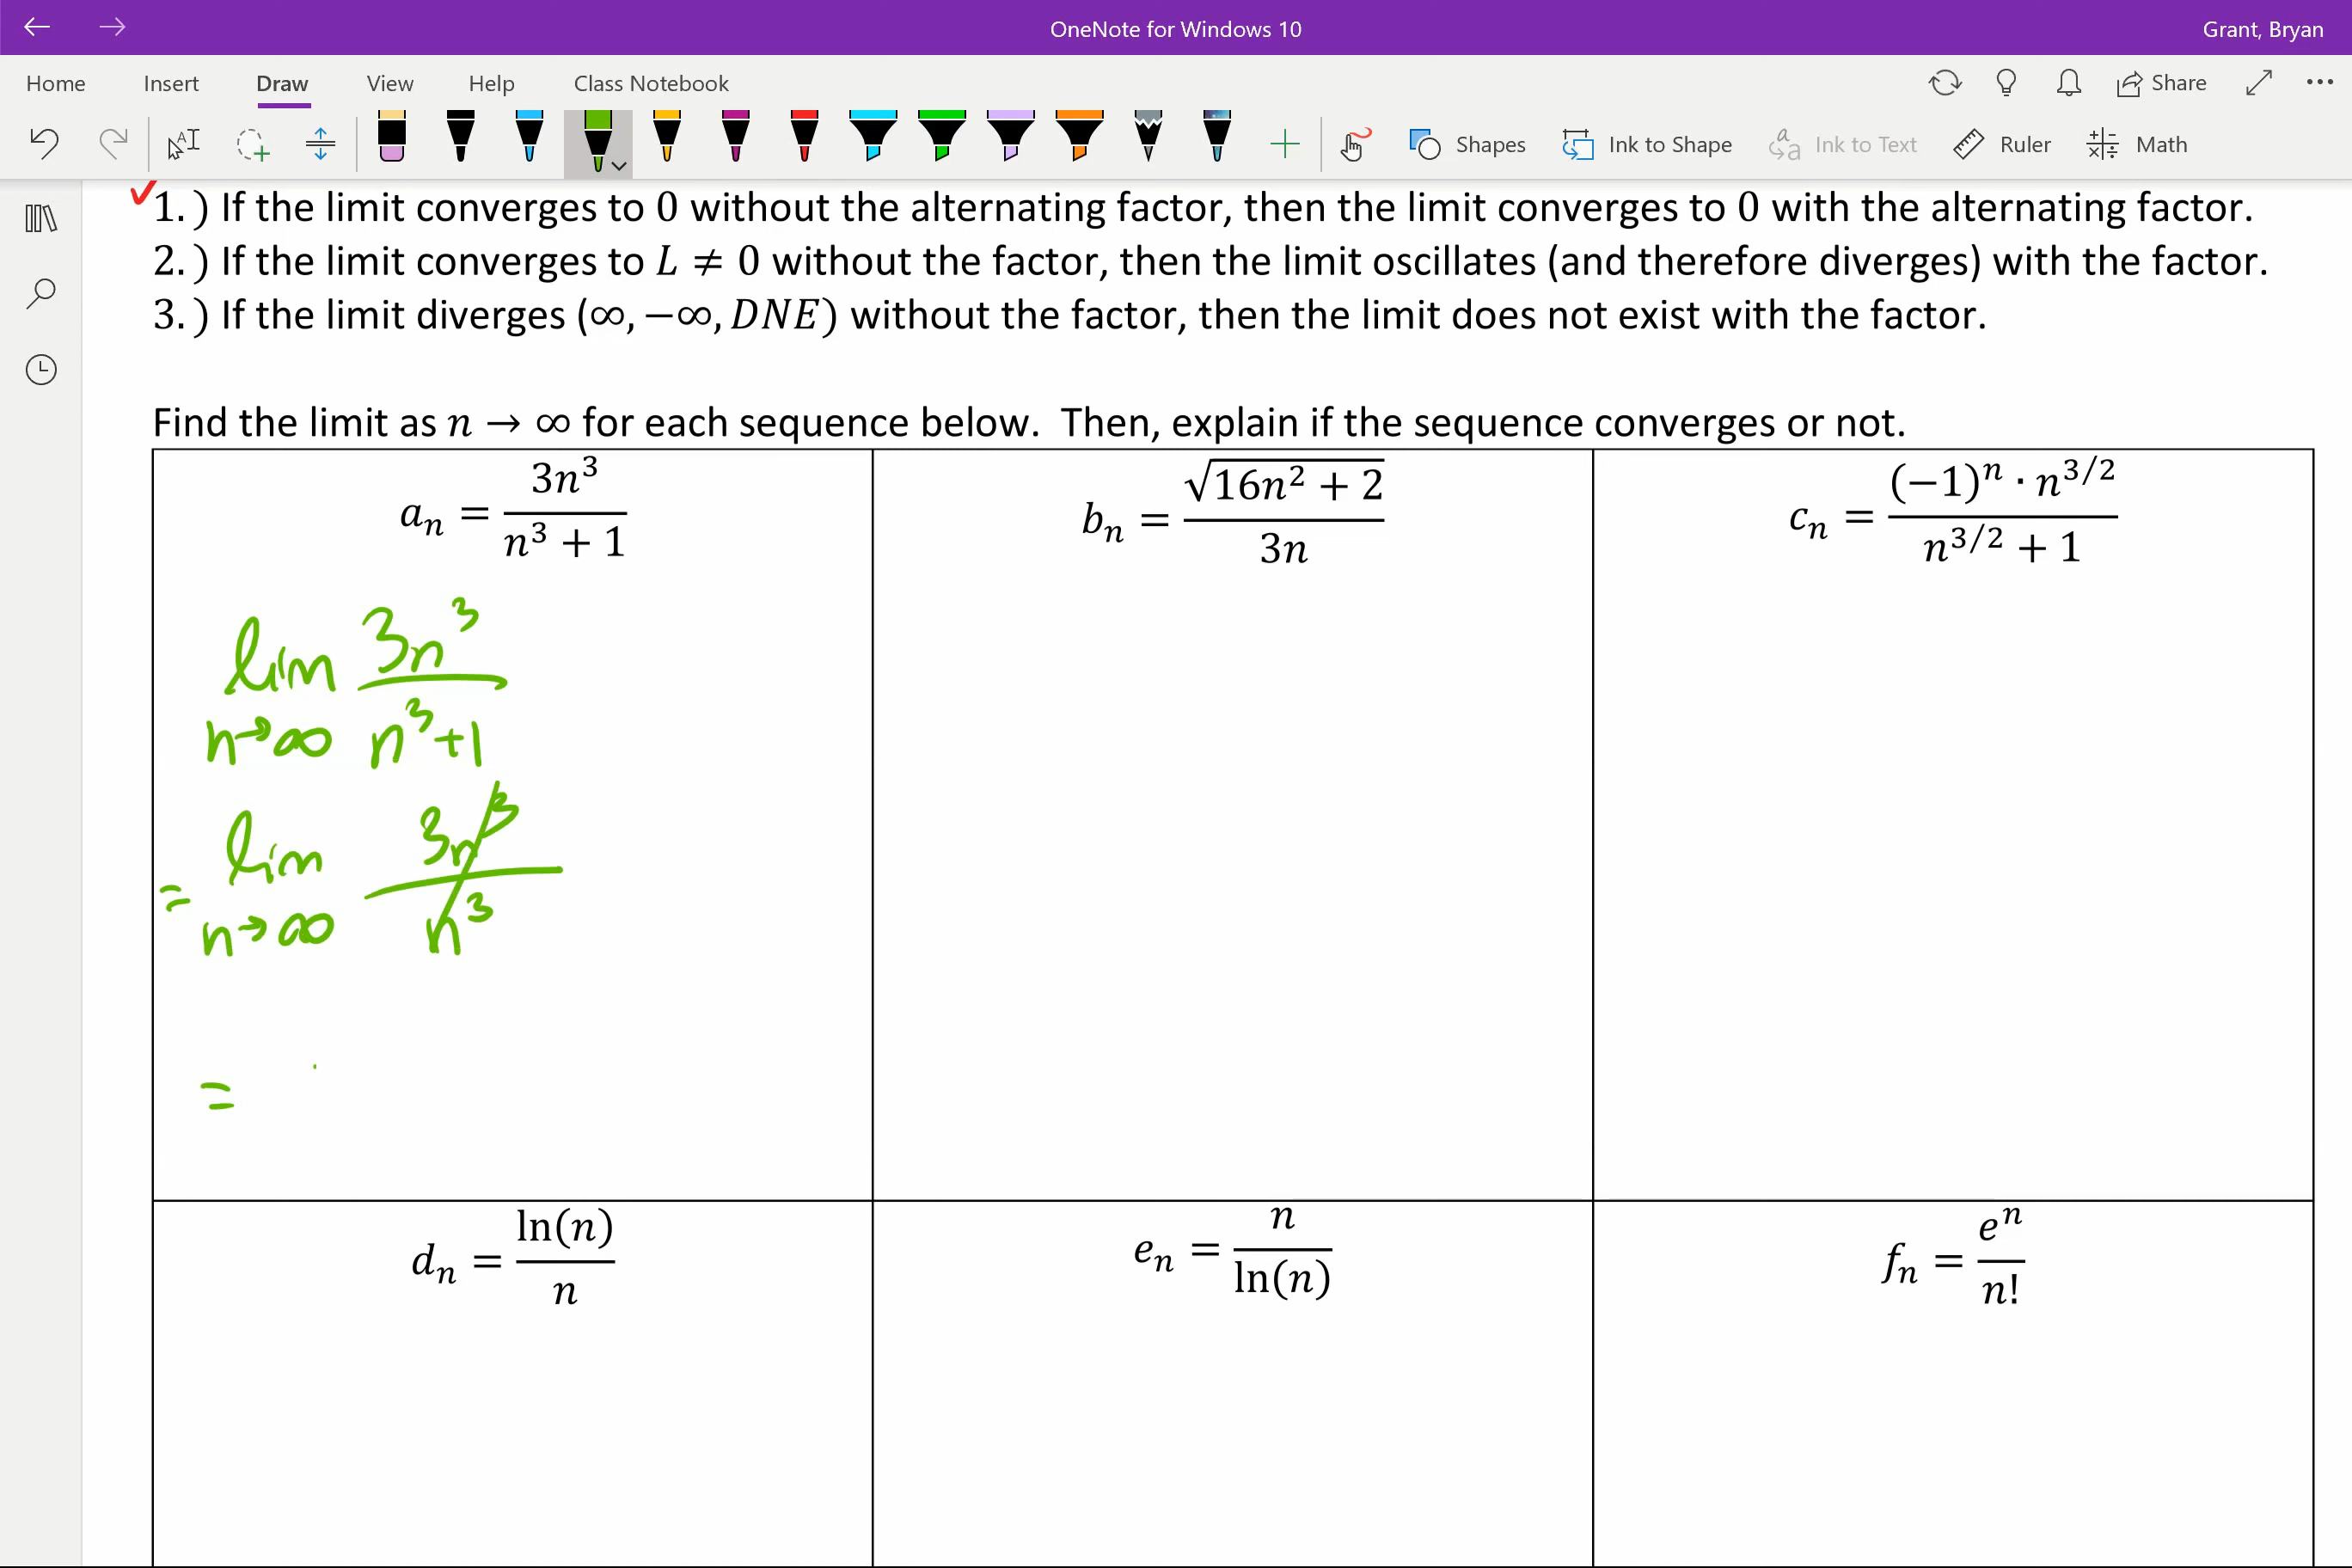 OneNote for Windows 10
Grant, Bryan
Home Insert Draw View Help Class Notebook Share
Shapes Ink to Shape Ink to Text Ruler Math
1.) If the limit converges to 0 without the alternating factor, then the limit converges to 0 with the alternating factor.
2.) If the limit converges to L ≠ 0 without the factor, then the limit oscillates (and therefore diverges) with the factor.
3.) If the limit diverges (∞, −∞, DNE) without the factor, then the limit does not exist with the factor.
Find the limit as n → ∞ for each sequence below. Then, explain if the sequence converges or not.
aₙ = 3n³ / (n³ + 1)
bₙ = √(16n² + 2) / 3n
cₙ = (−1)ⁿ · n^(3/2) / (n^(3/2) + 1)
lim n→∞ 3n³ / (n³+1)
= lim n→∞ 3n³ / n³
=
dₙ = ln(n) / n
eₙ = n / ln(n)
fₙ = eⁿ / n!